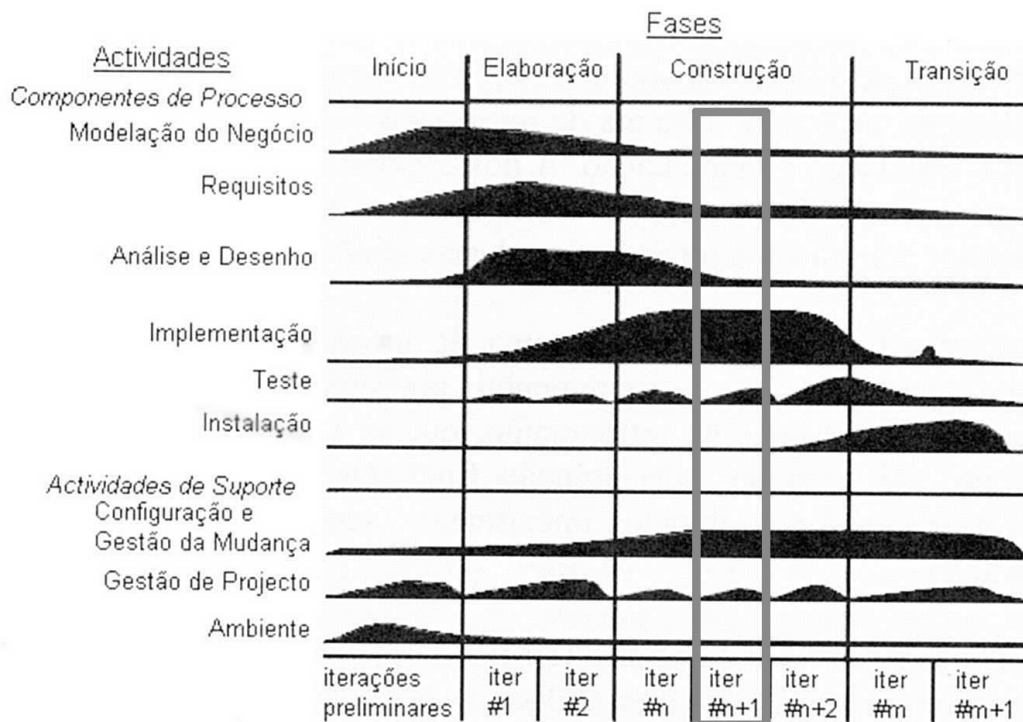 Fases
Actividades
Início Elaboração Construção Transição
Componentes de Processo
Modelação do Negócio
Requisitos
Análise e Desenho
Implementação
Teste
Instalação
Actividades de Suporte
Configuração e
Gestão da Mudança
Gestão de Projecto
Ambiente
iterações iter iter iter iter iter iter iter
preliminares #1 #2 #n #n+1 #n+2 #m #m+1